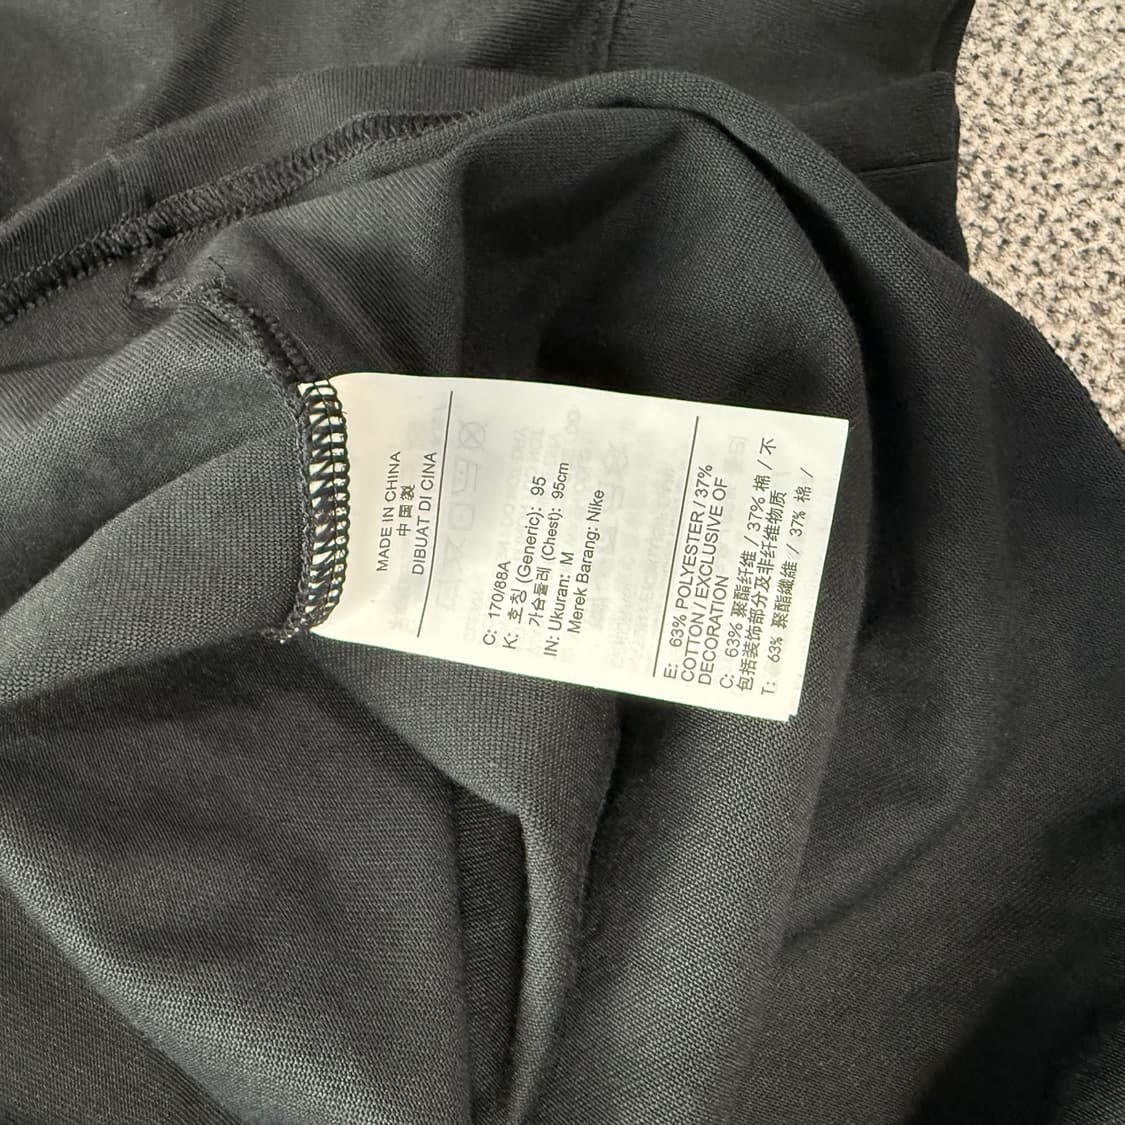 MADE IN CHINA
中国製
DIBUAT DI CINA
C: 170/88A
K: 호칭 (Generic): 95
가슴둘레 (Chest): 95cm
IN: Ukuran: M
Merek Barang: Nike
E: 63% POLYESTER / 37%
COTTON / EXCLUSIVE OF
DECORATION
C: 63% 聚酯纤维 / 37% 棉 / 不
包括装饰部分及非纤维物质
T: 63% 聚酯纖維 / 37% 棉 /